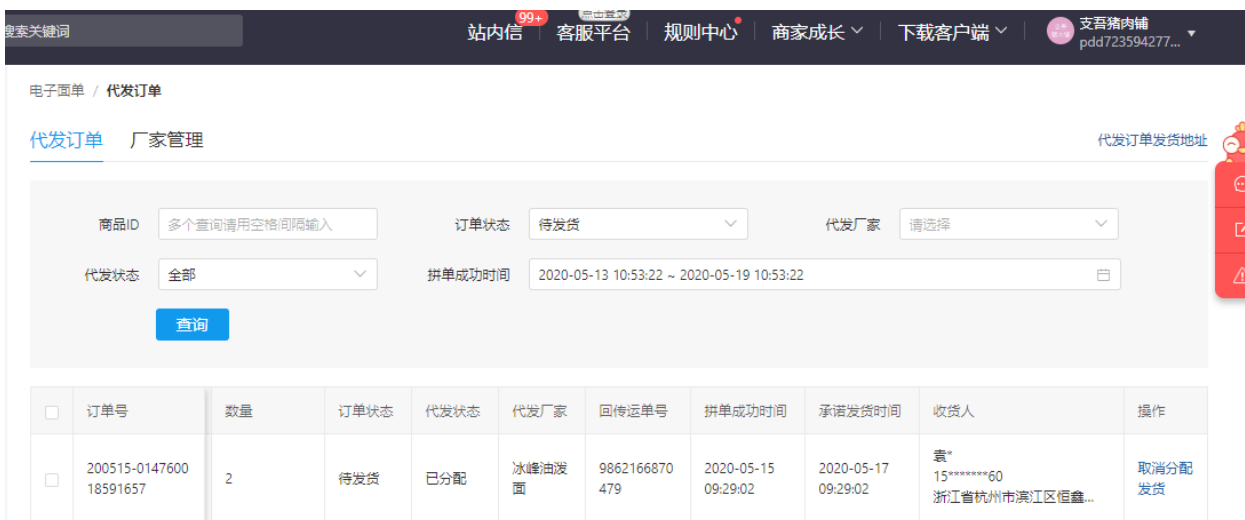 搜索关键词
99+
点击登录
站内信 客服平台 规则中心 商家成长 下载客户端 支吾猪肉铺
pdd723594277...
电子面单 / 代发订单
代发订单 厂家管理 代发订单发货地址
商品ID 多个查询请用空格间隔输入 订单状态 待发货 代发厂家 请选择
代发状态 全部 拼单成功时间 2020-05-13 10:53:22 ~ 2020-05-19 10:53:22
查询
订单号 数量 订单状态 代发状态 代发厂家 回传运单号 拼单成功时间 承诺发货时间 收货人 操作
200515-0147600
18591657
2
待发货
已分配
冰峰油泼
面
9862166870
479
2020-05-15
09:29:02
2020-05-17
09:29:02
袁*
15*******60
浙江省杭州市滨江区恒鑫...
取消分配
发货